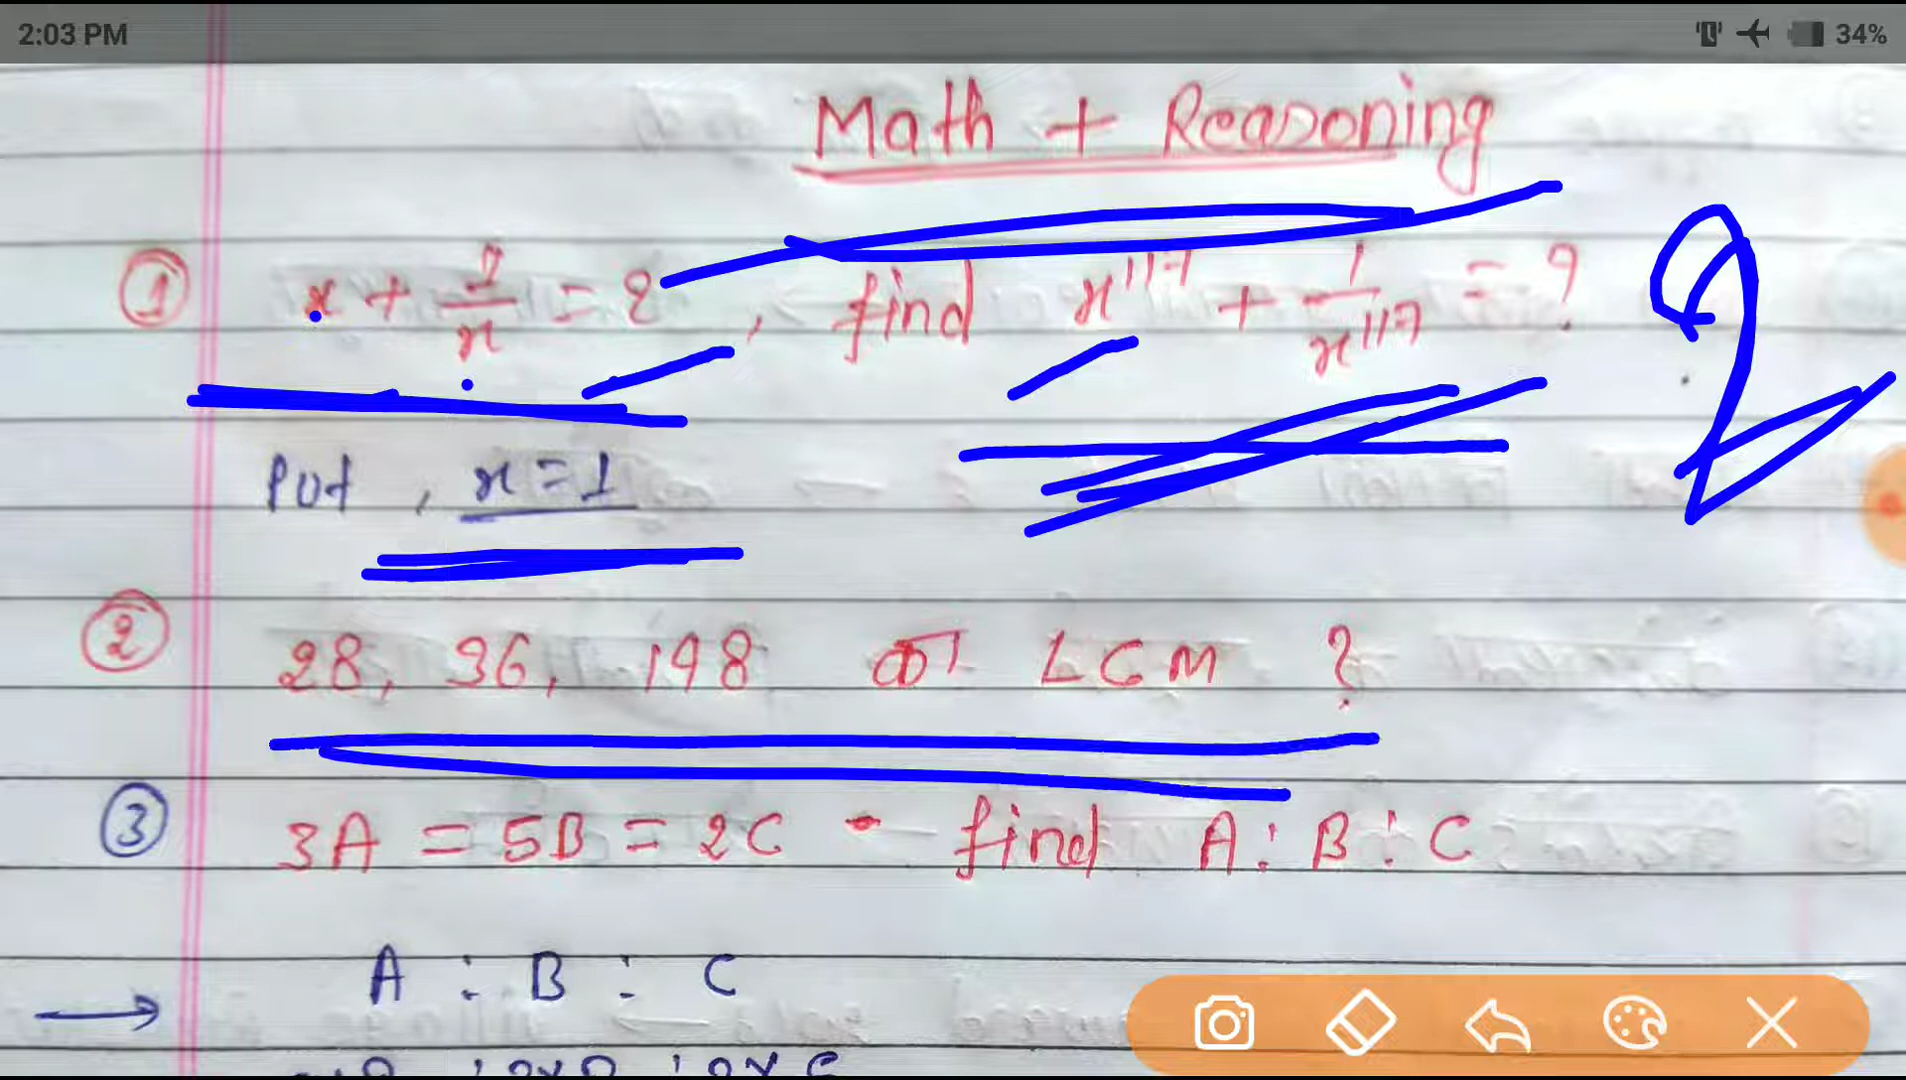 2:03 PM 34%
Math + Reasoning
① x + 1/x = 2, find x¹¹⁷ + 1/x¹¹⁷ = ? 2
Put, x = 1
② 28, 36, 198 का LCM ?
③ 3A = 5B = 2C - find A : B : C
→ A : B : C